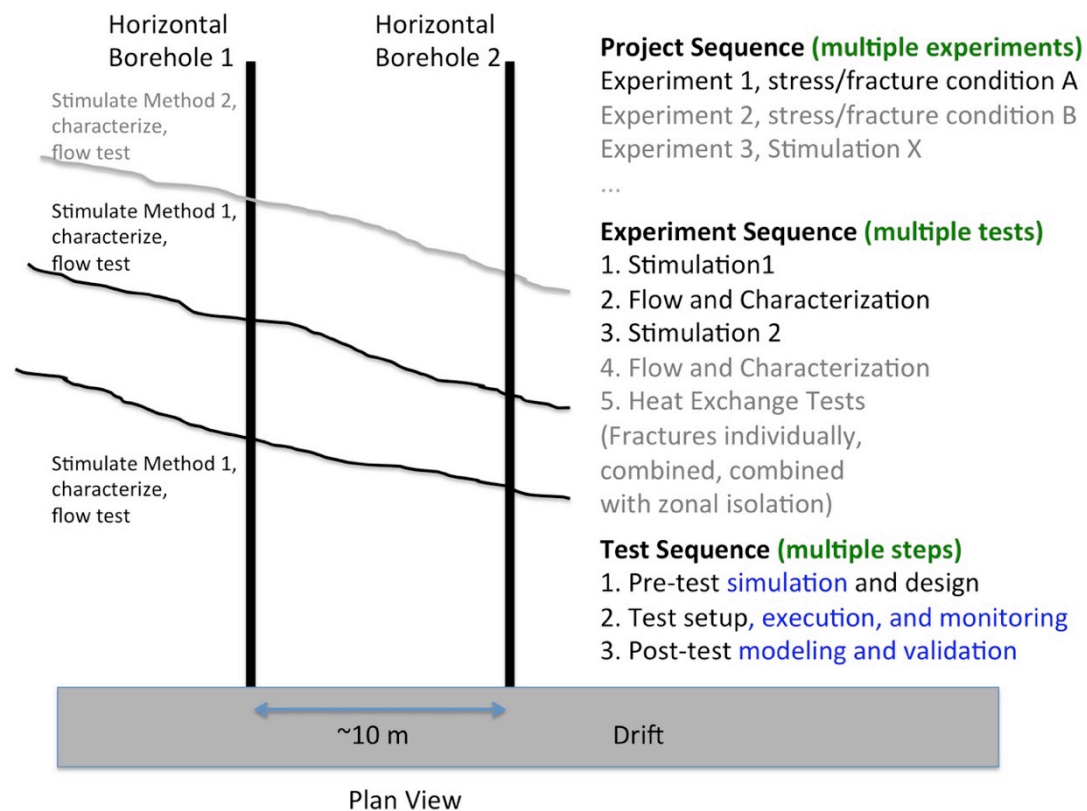 Horizontal
Borehole 1
Horizontal
Borehole 2
Stimulate Method 2,
characterize,
flow test
Stimulate Method 1,
characterize,
flow test
Stimulate Method 1,
characterize,
flow test
Project Sequence (multiple experiments)
Experiment 1, stress/fracture condition A
Experiment 2, stress/fracture condition B
Experiment 3, Stimulation X
...
Experiment Sequence (multiple tests)
1. Stimulation1
2. Flow and Characterization
3. Stimulation 2
4. Flow and Characterization
5. Heat Exchange Tests
(Fractures individually,
combined, combined
with zonal isolation)
Test Sequence (multiple steps)
1. Pre-test simulation and design
2. Test setup, execution, and monitoring
3. Post-test modeling and validation
~10 m
Drift
Plan View